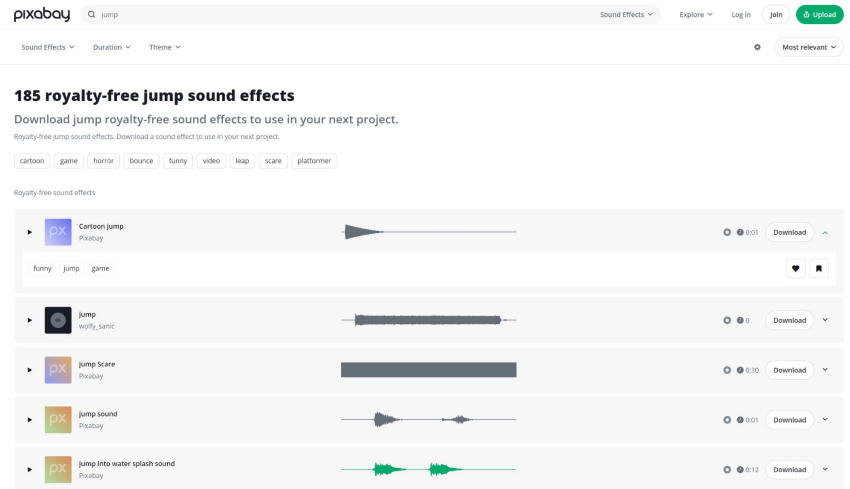 pixabay jump Sound Effects Explore Log in Join Upload
Sound Effects Duration Theme Most relevant
185 royalty-free jump sound effects
Download jump royalty-free sound effects to use in your next project.
Royalty-free jump sound effects. Download a sound effect to use in your next project.
cartoon game horror bounce funny video leap scare platformer
Royalty-free sound effects
px Cartoon jump
Pixabay
0:01 Download
funny jump game
jump
wolfy_sanic
0 Download
px Jump Scare
Pixabay
0:30 Download
px jump sound
Pixabay
0:01 Download
px Jump into water splash sound
Pixabay
0:12 Download